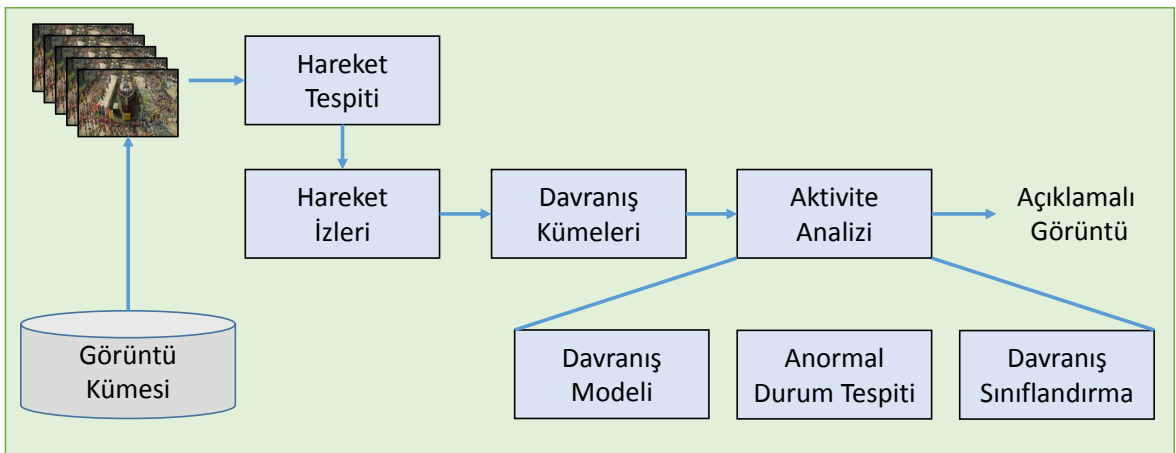 Hareket
Tespiti
Hareket
İzleri
Davranış
Kümeleri
Aktivite
Analizi
Açıklamalı
Görüntü
Görüntü
Kümesi
Davranış
Modeli
Anormal
Durum Tespiti
Davranış
Sınıflandırma